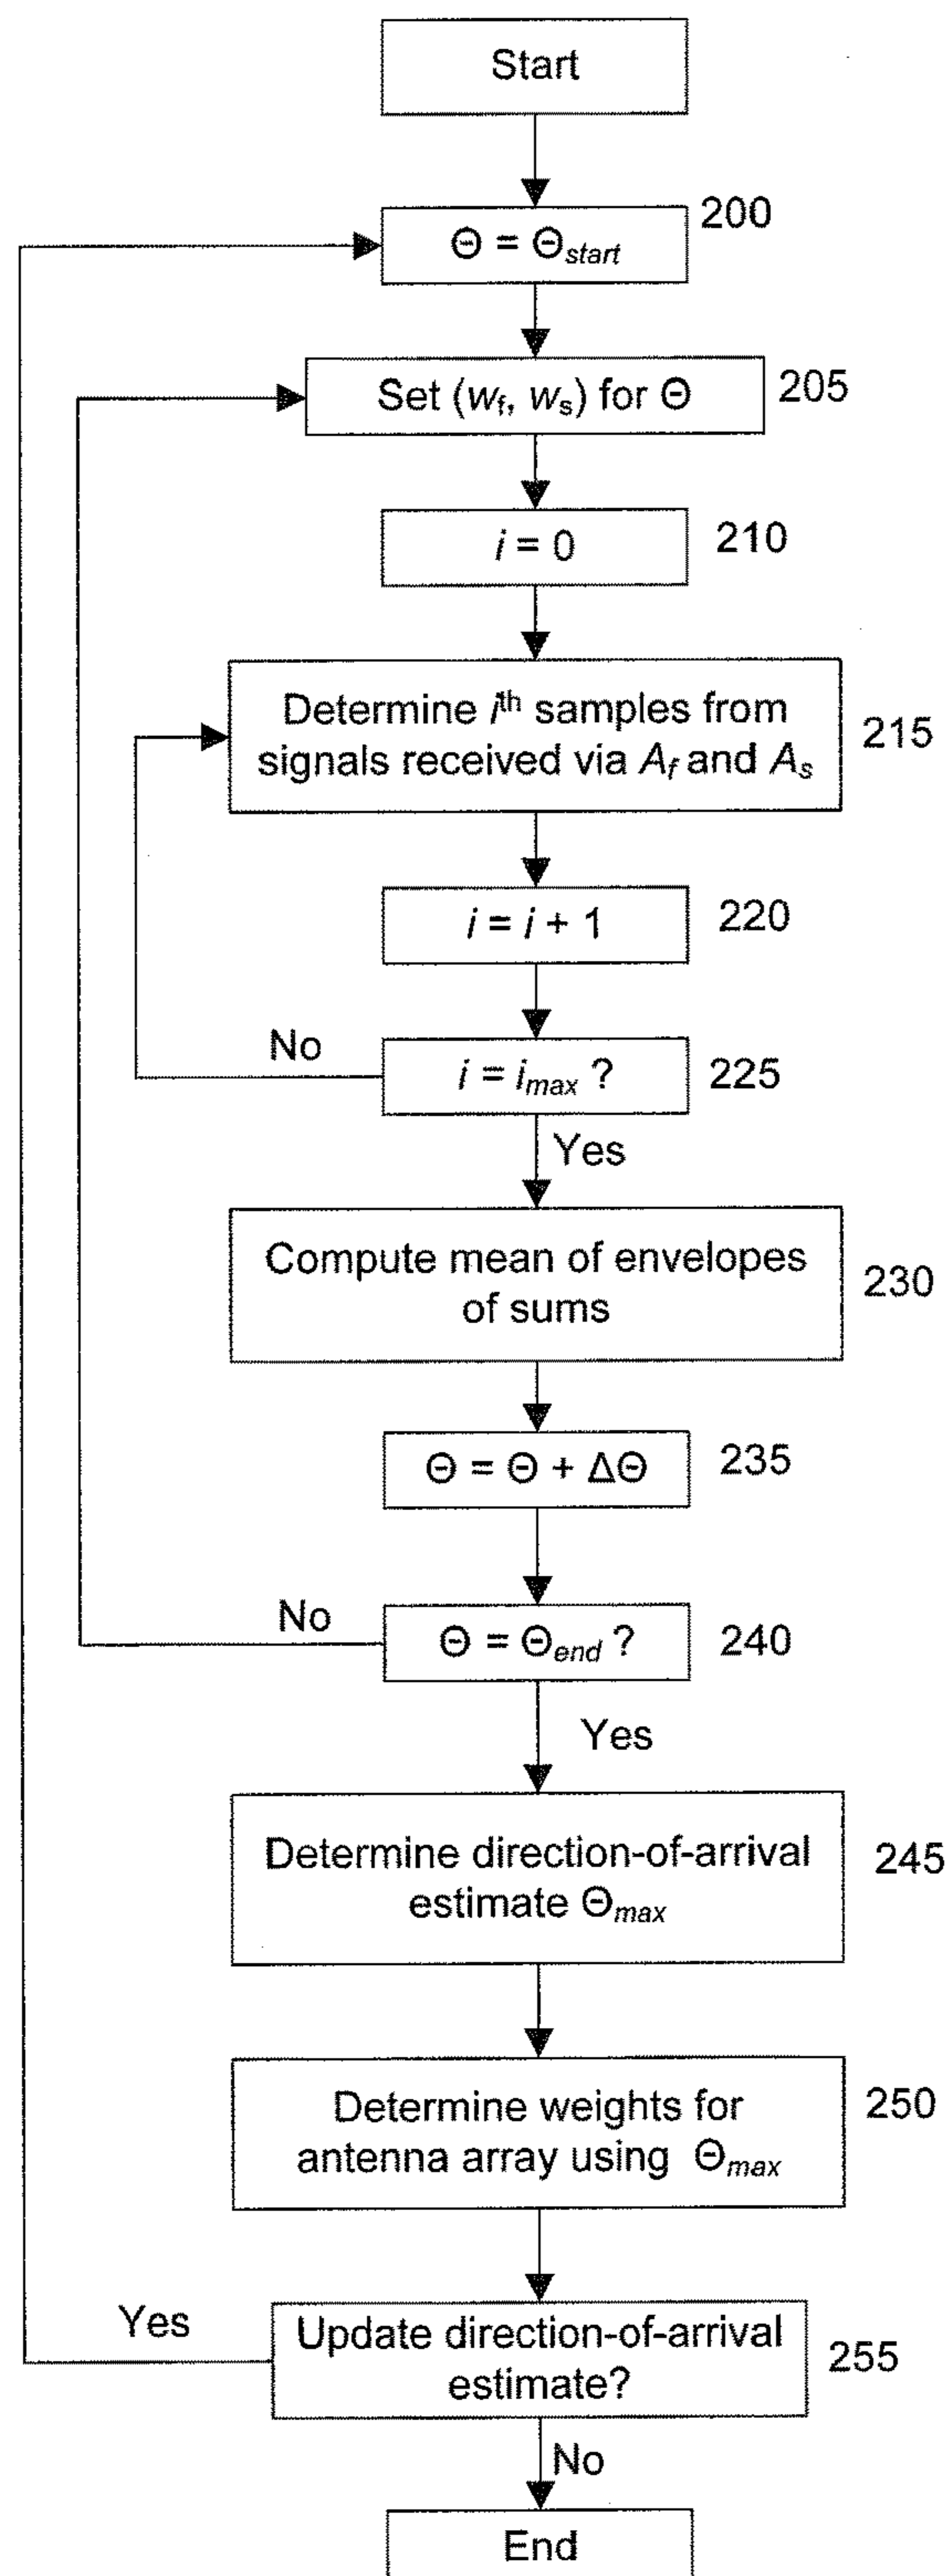 Start
200
Θ = Θstart
205
Set (wf, ws) for Θ
210
i = 0
215
Determine ith samples from
signals received via Af and As
220
i = i + 1
225
No
i = imax ?
Yes
230
Compute mean of envelopes
of sums
235
Θ = Θ + ΔΘ
240
No
Θ = Θend ?
Yes
245
Determine direction-of-arrival
estimate Θmax
250
Determine weights for
antenna array using Θmax
255
Yes
Update direction-of-arrival
estimate?
No
End